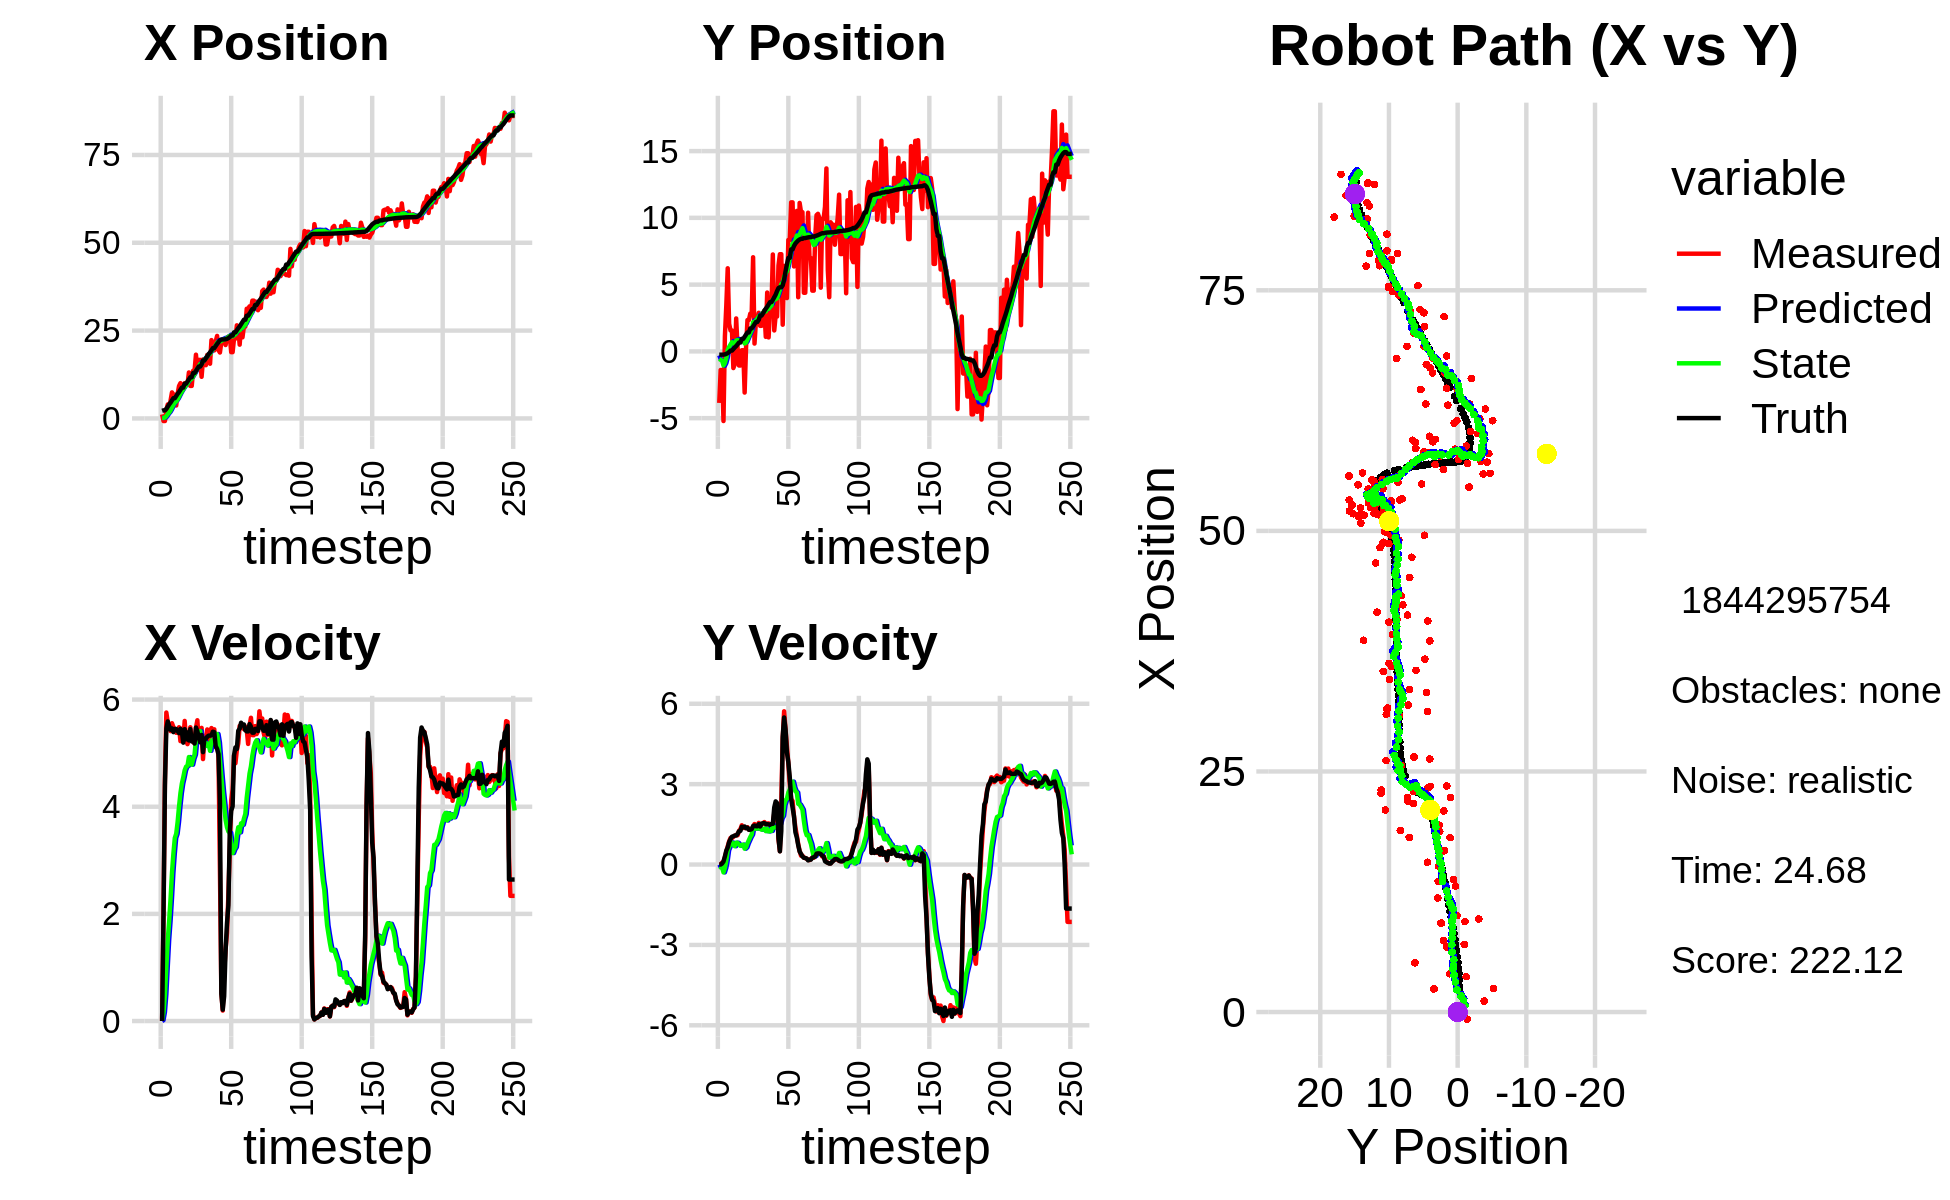 X Position
75
50
25
0
0 50 100 150 200 250
timestep
Y Position
15
10
5
0
-5
0 50 100 150 200 250
timestep
X Velocity
6
4
2
0
0 50 100 150 200 250
timestep
Y Velocity
6
3
0
-3
-6
0 50 100 150 200 250
timestep
Robot Path (X vs Y)
X Position
75
50
25
0
20 10 0 -10 -20
Y Position
variable
Measured
Predicted
State
Truth
1844295754
Obstacles: none
Noise: realistic
Time: 24.68
Score: 222.12